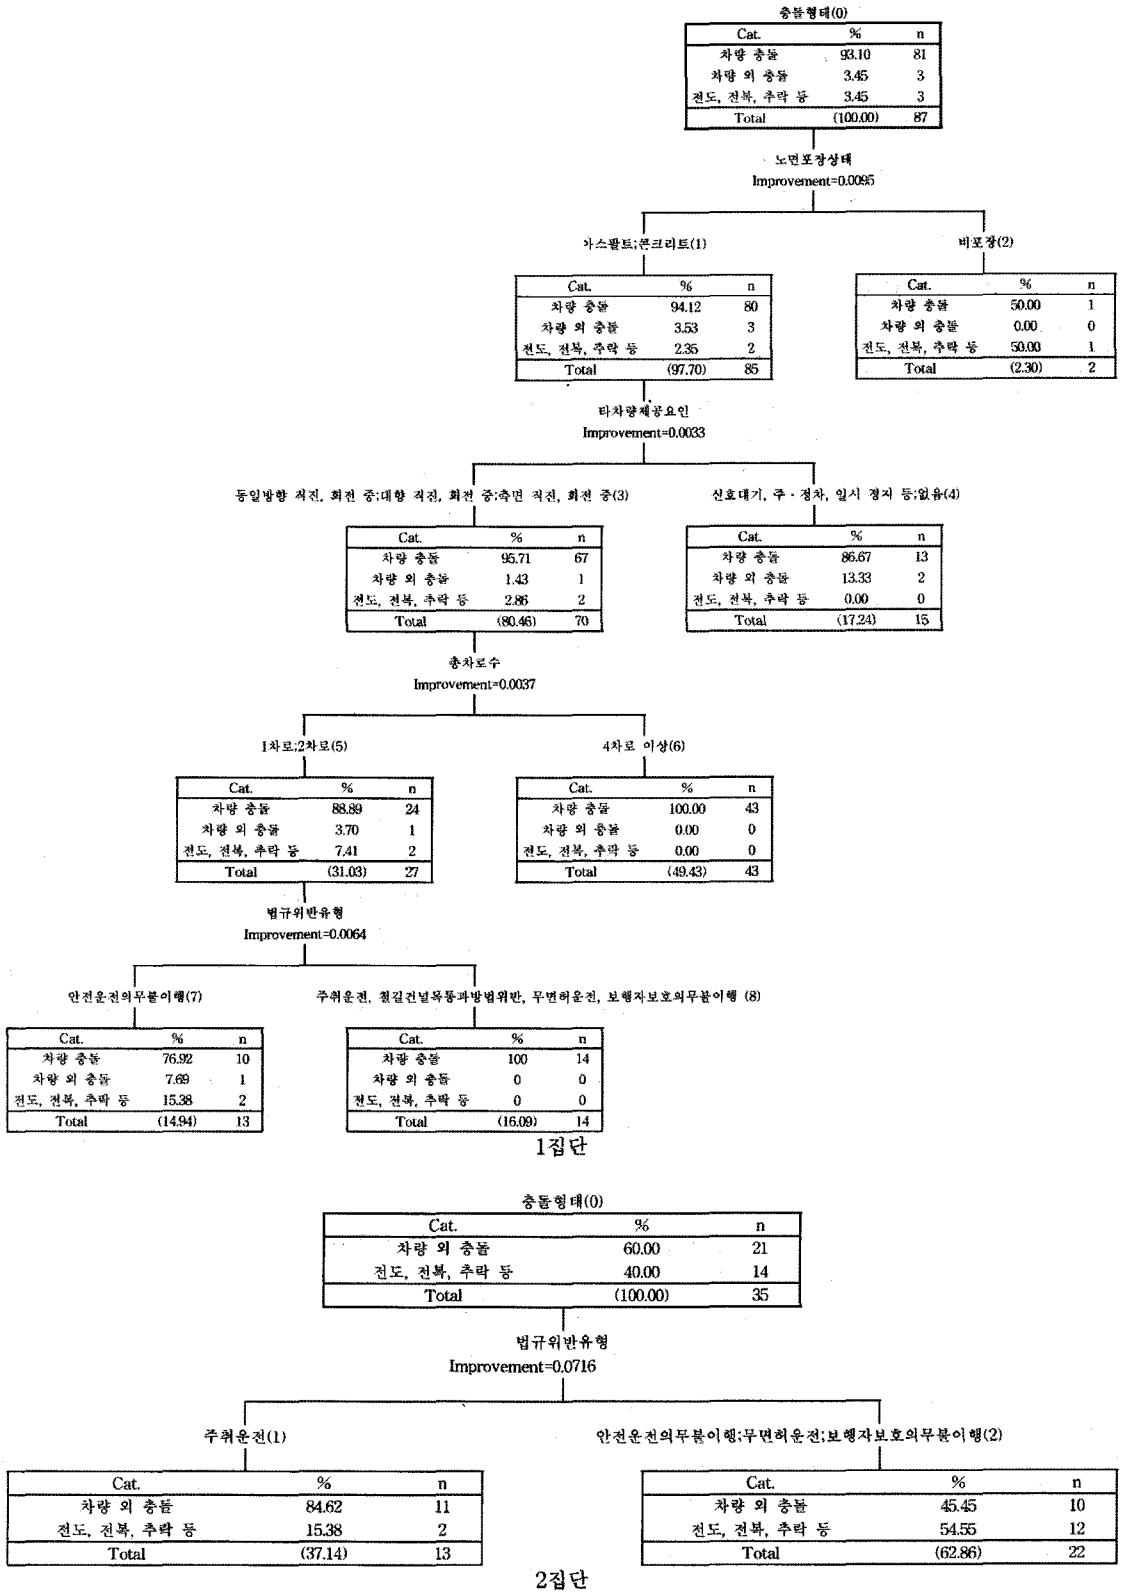 충돌형태(0)
Cat. % n
차량 충돌 93.10 81
차량 외 충돌 3.45 3
전도, 전복, 추락 등 3.45 3
Total (100.00) 87
노면포장상태
Improvement=0.0095
아스팔트;콘크리트(1) 비포장(2)
Cat. % n Cat. % n
차량 충돌 94.12 80 차량 충돌 50.00 1
차량 외 충돌 3.53 3 차량 외 충돌 0.00 0
전도, 전복, 추락 등 2.35 2 전도, 전복, 추락 등 50.00 1
Total (97.70) 85 Total (2.30) 2
타차량제공요인
Improvement=0.0033
동일방향 직진, 회전 중;대향 직진, 회전 중;측면 직진, 회전 중(3) 신호대기, 주·정차, 일시 정지 등;없음(4)
Cat. % n Cat. % n
차량 충돌 95.71 67 차량 충돌 86.67 13
차량 외 충돌 1.43 1 차량 외 충돌 13.33 2
전도, 전복, 추락 등 2.86 2 전도, 전복, 추락 등 0.00 0
Total (80.46) 70 Total (17.24) 15
총차로수
Improvement=0.0037
1차로;2차로(5) 4차로 이상(6)
Cat. % n Cat. % n
차량 충돌 88.89 24 차량 충돌 100.00 43
차량 외 충돌 3.70 1 차량 외 충돌 0.00 0
전도, 전복, 추락 등 7.41 2 전도, 전복, 추락 등 0.00 0
Total (31.03) 27 Total (49.43) 43
법규위반유형
Improvement=0.0064
안전운전의무불이행(7) 주취운전, 철길건널목통과방법위반, 무면허운전, 보행자보호의무불이행 (8)
Cat. % n Cat. % n
차량 충돌 76.92 10 차량 충돌 100 14
차량 외 충돌 7.69 1 차량 외 충돌 0 0
전도, 전복, 추락 등 15.38 2 전도, 전복, 추락 등 0 0
Total (14.94) 13 Total (16.09) 14
1집단
충돌형태(0)
Cat. % n
차량 외 충돌 60.00 21
전도, 전복, 추락 등 40.00 14
Total (100.00) 35
법규위반유형
Improvement=0.0716
주취운전(1) 안전운전의무불이행;무면허운전;보행자보호의무불이행(2)
Cat. % n Cat. % n
차량 외 충돌 84.62 11 차량 외 충돌 45.45 10
전도, 전복, 추락 등 15.38 2 전도, 전복, 추락 등 54.55 12
Total (37.14) 13 Total (62.86) 22
2집단